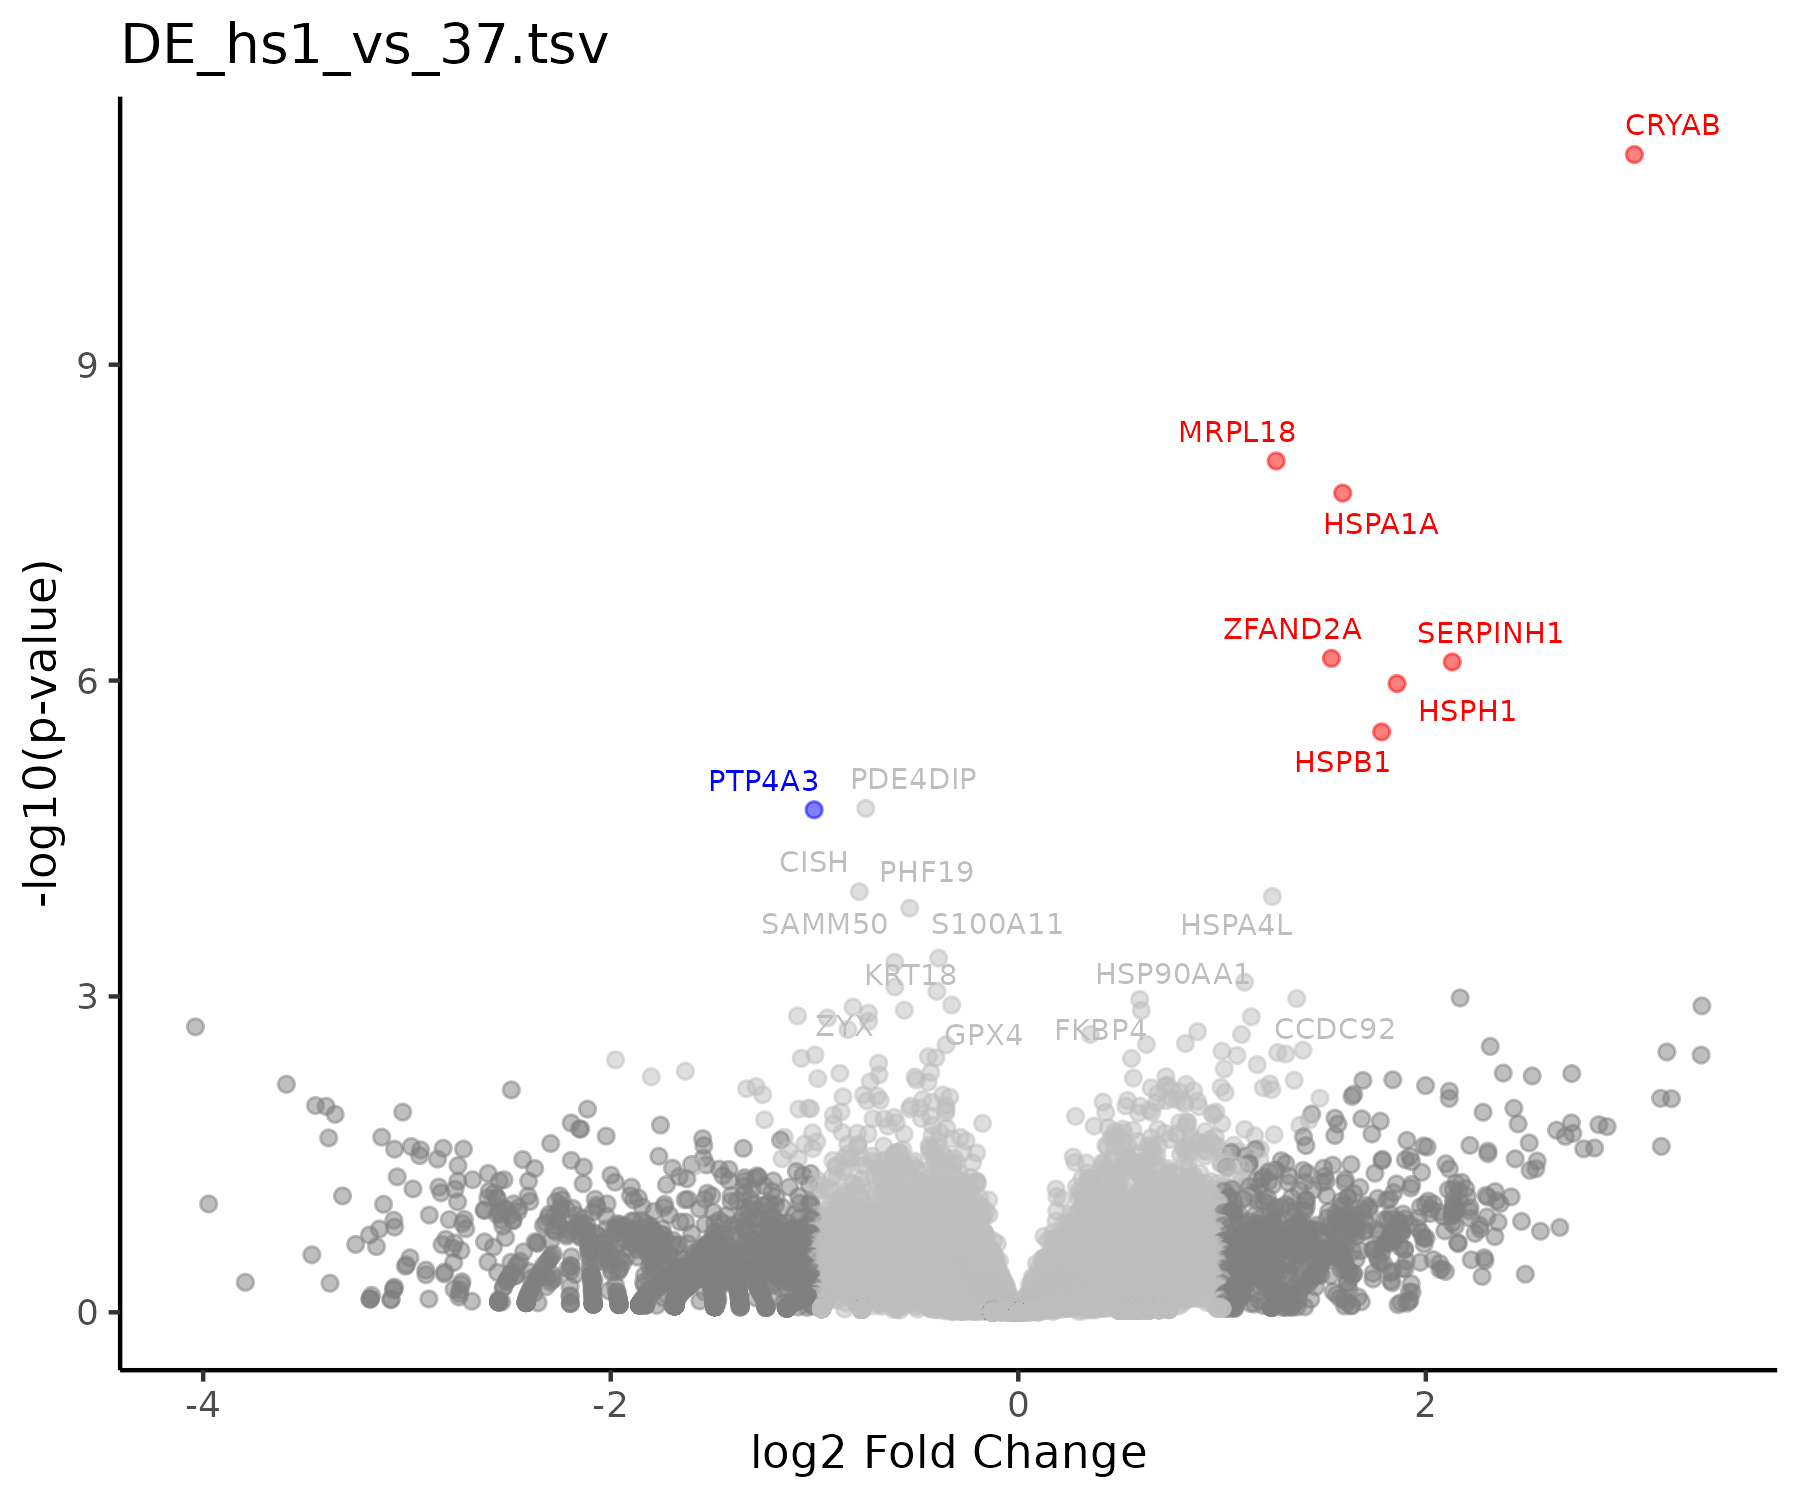 DE_hs1_vs_37.tsv
CRYAB
9
MRPL18
HSPA1A
ZFAND2A
SERPINH1
6
HSPH1
HSPB1
PTP4A3
PDE4DIP
CISH
PHF19
SAMM50
S100A11
HSPA4L
KRT18
HSP90AA1
3
ZYX
GPX4
FKBP4
CCDC92
0
-4
-2
0
2
log2 Fold Change
-log10(p-value)